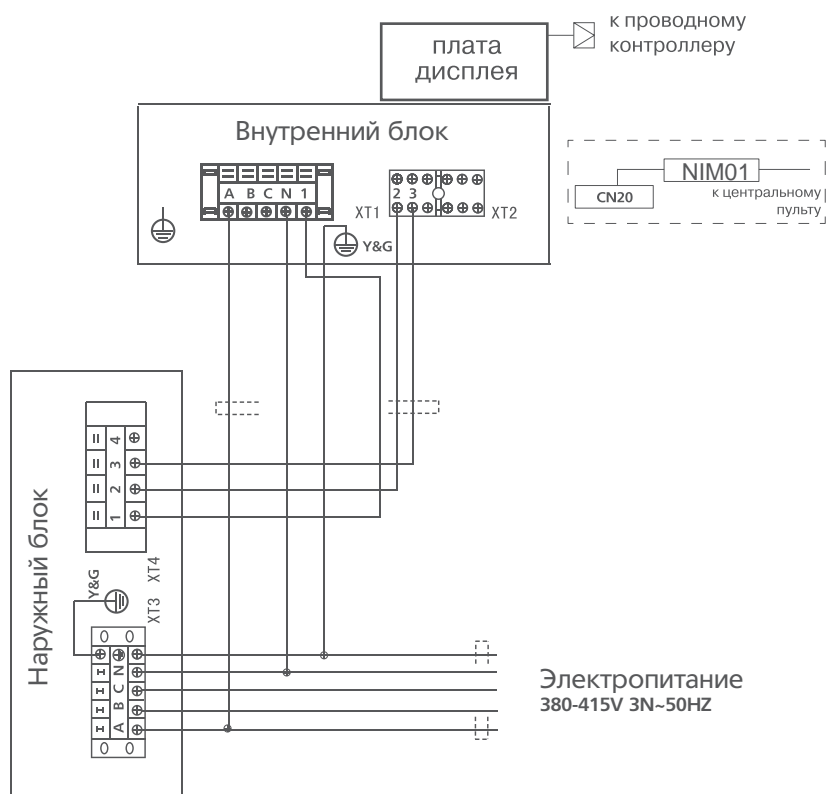 к проводному
контроллеру
плата
дисплея
Внутренний блок
A B C N 1
2 3
XT1
XT2
Y&G
NIM01
CN20
к центральному
пульту
Наружный блок
4
3
2
1
XT4
Y&G
XT3
N
C
B
A
Электропитание
380-415V 3N~50HZ